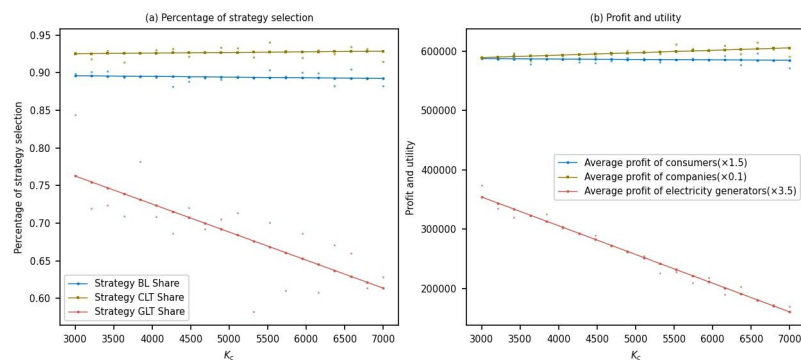 (a) Percentage of strategy selection
Percentage of strategy selection
0.95
0.90
0.85
0.80
0.75
0.70
0.65
0.60
Strategy BL Share
Strategy CLT Share
Strategy GLT Share
3000 3500 4000 4500 5000 5500 6000 6500 7000
K_c
(b) Profit and utility
Profit and utility
600000
500000
400000
300000
200000
Average profit of consumers(×1.5)
Average profit of companies(×0.1)
Average profit of electricity generators(×3.5)
3000 3500 4000 4500 5000 5500 6000 6500 7000
K_c